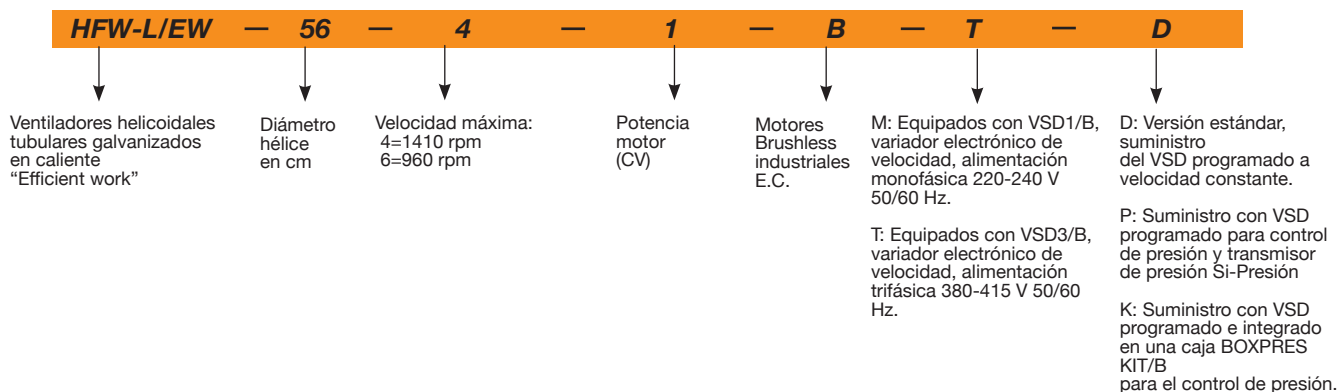 HFW-L/EW — 56 — 4 — 1 — B — T — D
Ventiladores helicoidales
tubulares galvanizados
en caliente
“Efficient work”
Diámetro
hélice
en cm
Velocidad máxima:
4=1410 rpm
6=960 rpm
Potencia
motor
(CV)
Motores
Brushless
industriales
E.C.
M: Equipados con VSD1/B,
variador electrónico de
velocidad, alimentación
monofásica 220-240 V
50/60 Hz.
T: Equipados con VSD3/B,
variador electrónico de
velocidad, alimentación
trifásica 380-415 V 50/60
Hz.
D: Versión estándar,
suministro
del VSD programado a
velocidad constante.
P: Suministro con VSD
programado para control
de presión y transmisor
de presión Si-Presión
K: Suministro con VSD
programado e integrado
en una caja BOXPRES
KIT/B
para el control de presión.